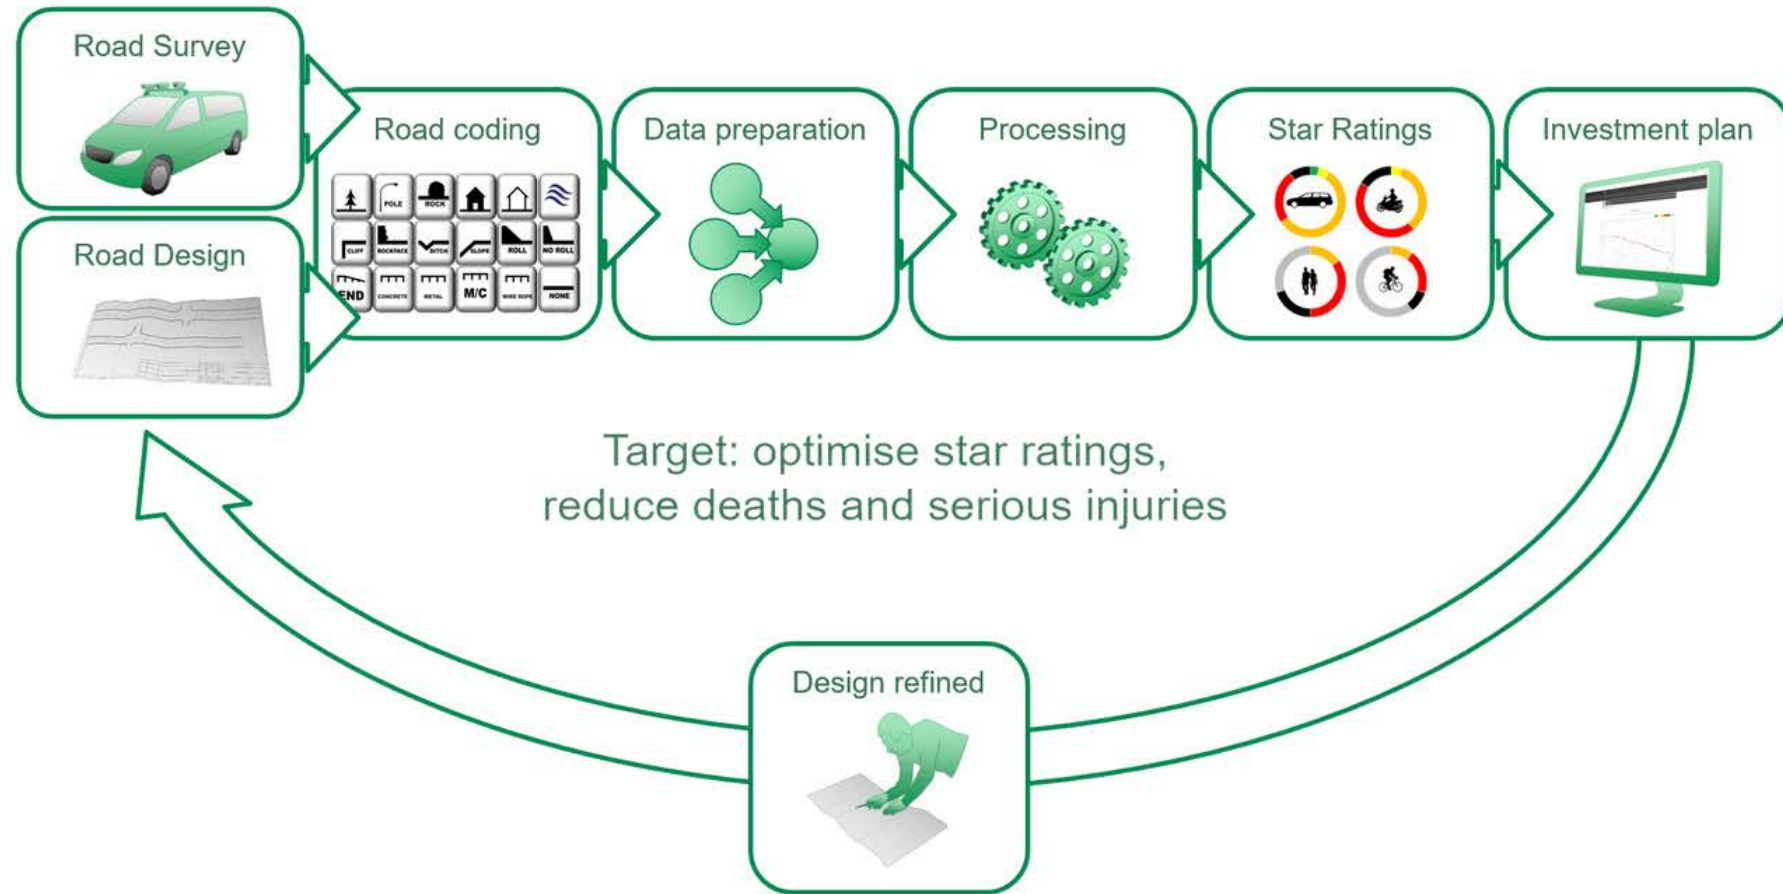 Road Survey
Road Design
Road coding
POLE
ROCK
CLIFF
ROCKFACE
DITCH
SLOPE
ROLL
NO ROLL
END
CONCRETE
METAL
M/C
WIRE ROPE
NONE
Data preparation
Processing
Star Ratings
Investment plan
Target: optimise star ratings,
reduce deaths and serious injuries
Design refined